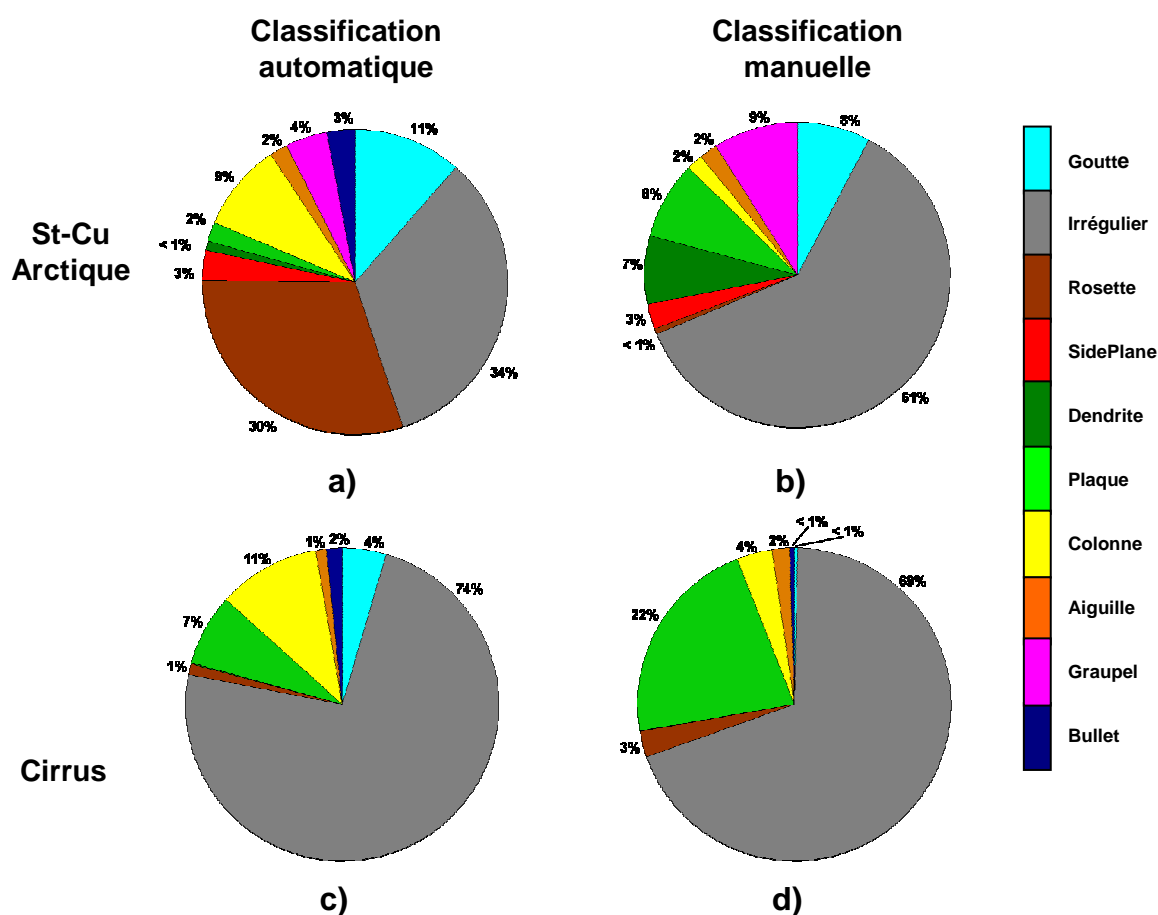 Classification
automatique
Classification
manuelle
St-Cu
Arctique
3%
11%
4%
2%
9%
2%
< 1%
3%
30%
34%
a)
9%
8%
2%
2%
8%
7%
3%
< 1%
61%
b)
Goutte
Irrégulier
Rosette
SidePlane
Dendrite
Plaque
Colonne
Aiguille
Graupel
Bullet
Cirrus
2%
4%
1%
11%
74%
7%
1%
c)
< 1%
< 1%
2%
4%
69%
22%
3%
d)